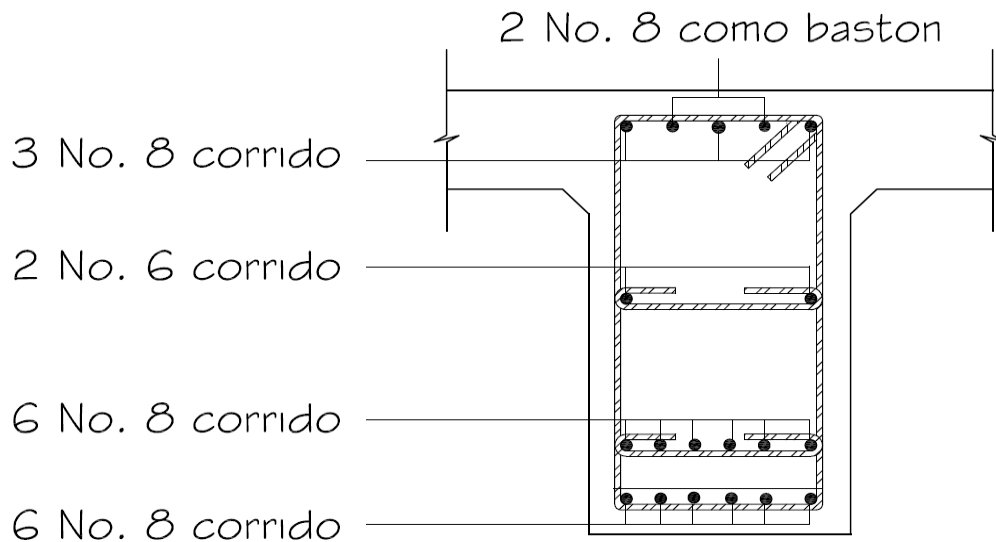 2 No. 8 como baston
3 No. 8 corrido
2 No. 6 corrido
6 No. 8 corrido
6 No. 8 corrido